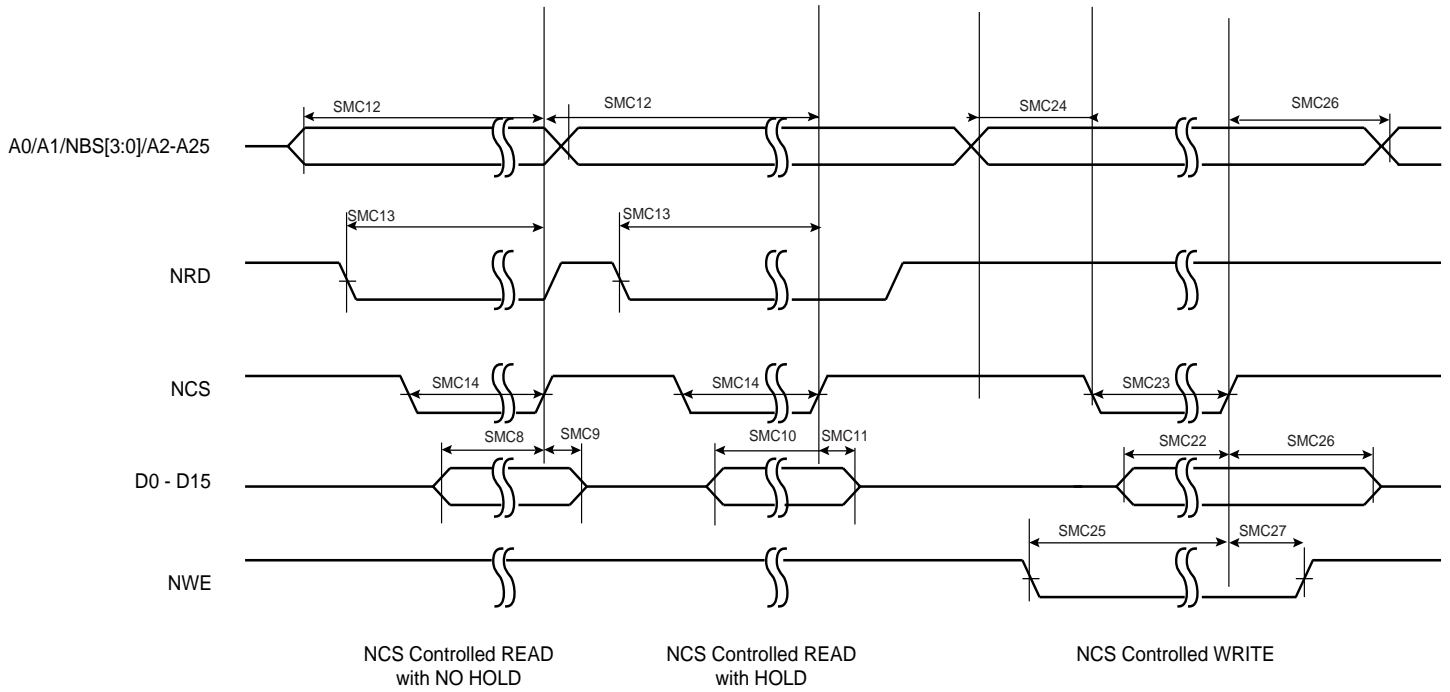 SMC12
SMC12
SMC24
SMC26
A0/A1/NBS[3:0]/A2-A25
SMC13
SMC13
NRD
NCS
SMC14
SMC14
SMC23
SMC8
SMC9
SMC10
SMC11
SMC22
SMC26
D0 - D15
SMC25
SMC27
NWE
NCS Controlled READ
with NO HOLD
NCS Controlled READ
with HOLD
NCS Controlled WRITE